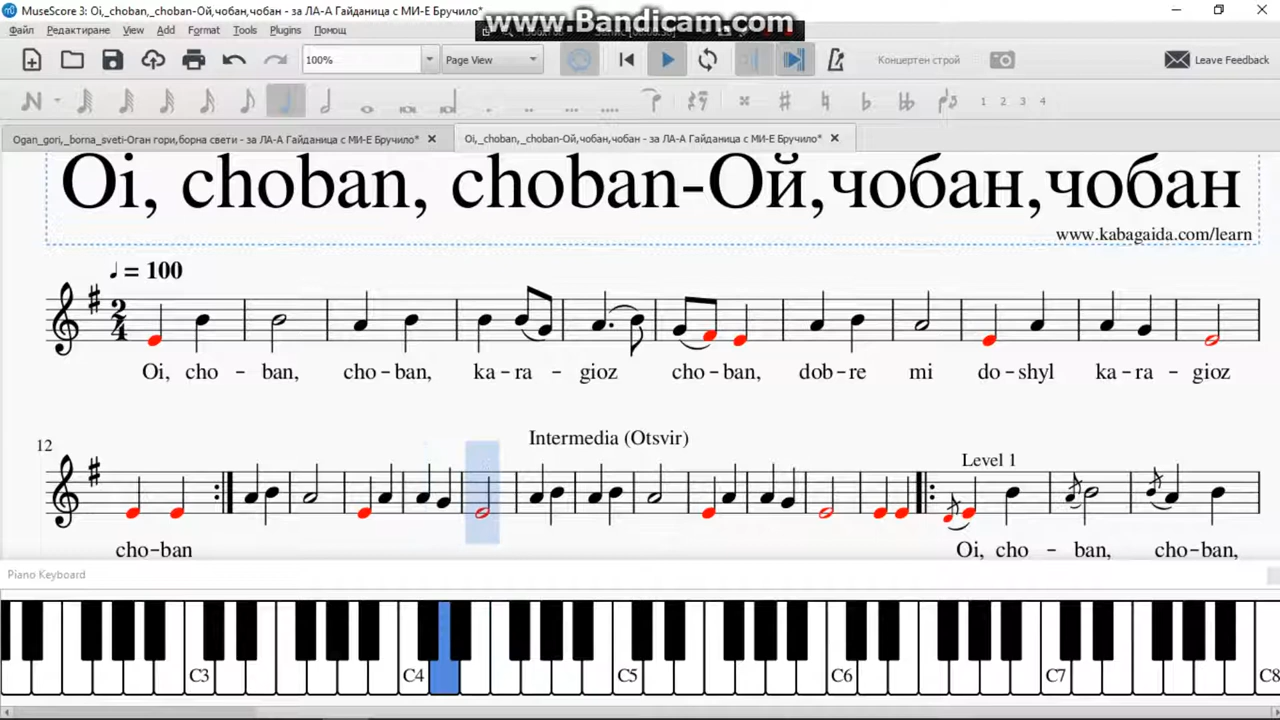 MuseScore 3: Oi,_choban,_choban-Ой,чобан,чобан - за ЛА-А Гайданица с МИ-Е Бручило*
www.Bandicam.com
Файл Редактиране View Add Format Tools Plugins Помощ
100% Page View Концертен строй Leave Feedback
1 2 3 4
Ogan_gori,_borna_sveti-Оган гори,борна свети - за ЛА-А Гайданица с МИ-Е Бручило* Oi,_choban,_choban-Ой,чобан,чобан - за ЛА-А Гайданица с МИ-Е Бручило*
Oi, choban, choban-Ой,чобан,чобан
www.kabagaida.com/learn
= 100
2
4
Oi, cho - ban, cho-ban, ka-ra - gioz cho-ban, dob-re mi do-shyl ka-ra - gioz
12 Intermedia (Otsvir) Level 1
cho-ban Oi, cho - ban, cho-ban,
Piano Keyboard
C3 C4 C5 C6 C7 C8